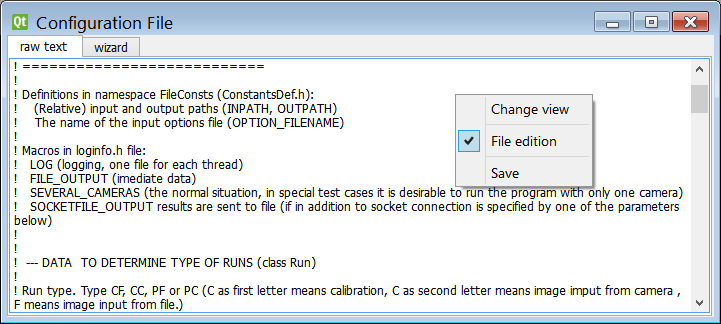 Qt Configuration File
raw text wizard
! ===========================
!
! Definitions in namespace FileConsts (ConstantsDef.h):
! (Relative) input and output paths (INPATH, OUTPATH)
! The name of the input options file (OPTION_FILENAME)
!
! Macros in loginfo.h file:
! LOG (logging, one file for each thread)
! FILE_OUTPUT (imediate data)
! SEVERAL_CAMERAS (the normal situation, in special test cases it is desirable to run the program with only one camera)
! SOCKETFILE_OUTPUT results are sent to file (if in addition to socket connection is specified by one of the parameters
below)
!
!
! --- DATA TO DETERMINE TYPE OF RUNS (class Run)
!
! Run type. Type CF, CC, PF or PC (C as first letter means calibration, C as second letter means image imput from camera ,
F means image input from file.)
Change view
File edition
Save